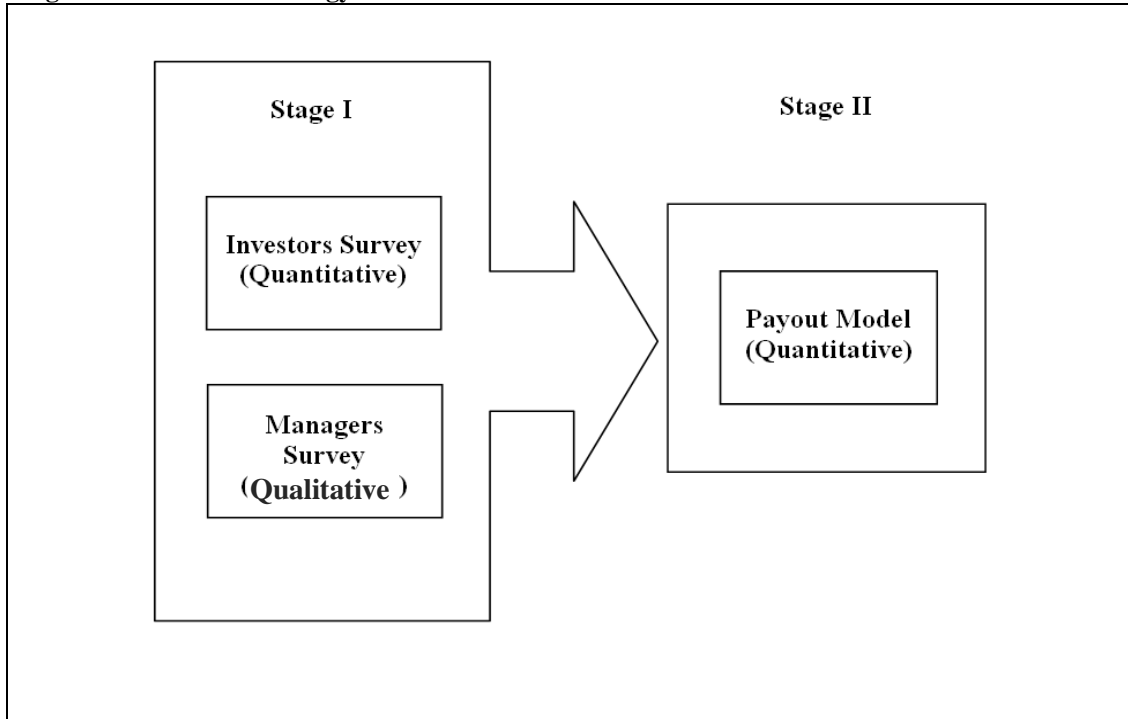 Stage I
Investors Survey
(Quantitative)
Managers
Survey
(Qualitative )
Stage II
Payout Model
(Quantitative)